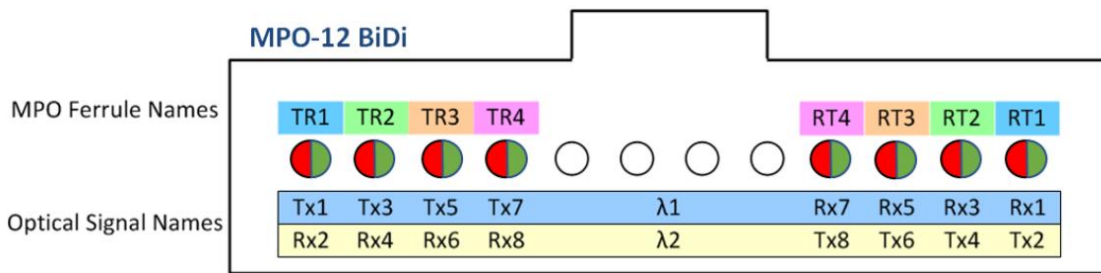 MPO-12 BiDi
MPO Ferrule Names
TR1 TR2 TR3 TR4 RT4 RT3 RT2 RT1
Optical Signal Names
Tx1 Tx3 Tx5 Tx7 λ1 Rx7 Rx5 Rx3 Rx1
Rx2 Rx4 Rx6 Rx8 λ2 Tx8 Tx6 Tx4 Tx2